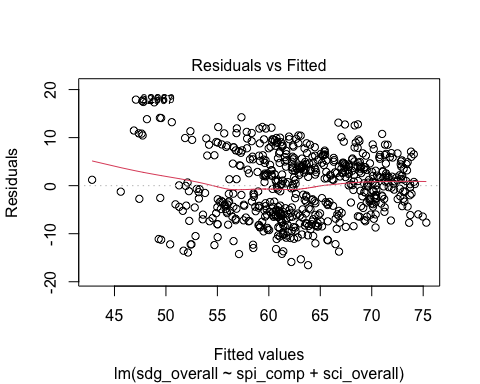 Residuals vs Fitted
20
10
0
-10
-20
Residuals
45 50 55 60 65 70 75
Fitted values
lm(sdg_overall ~ spi_comp + sci_overall)